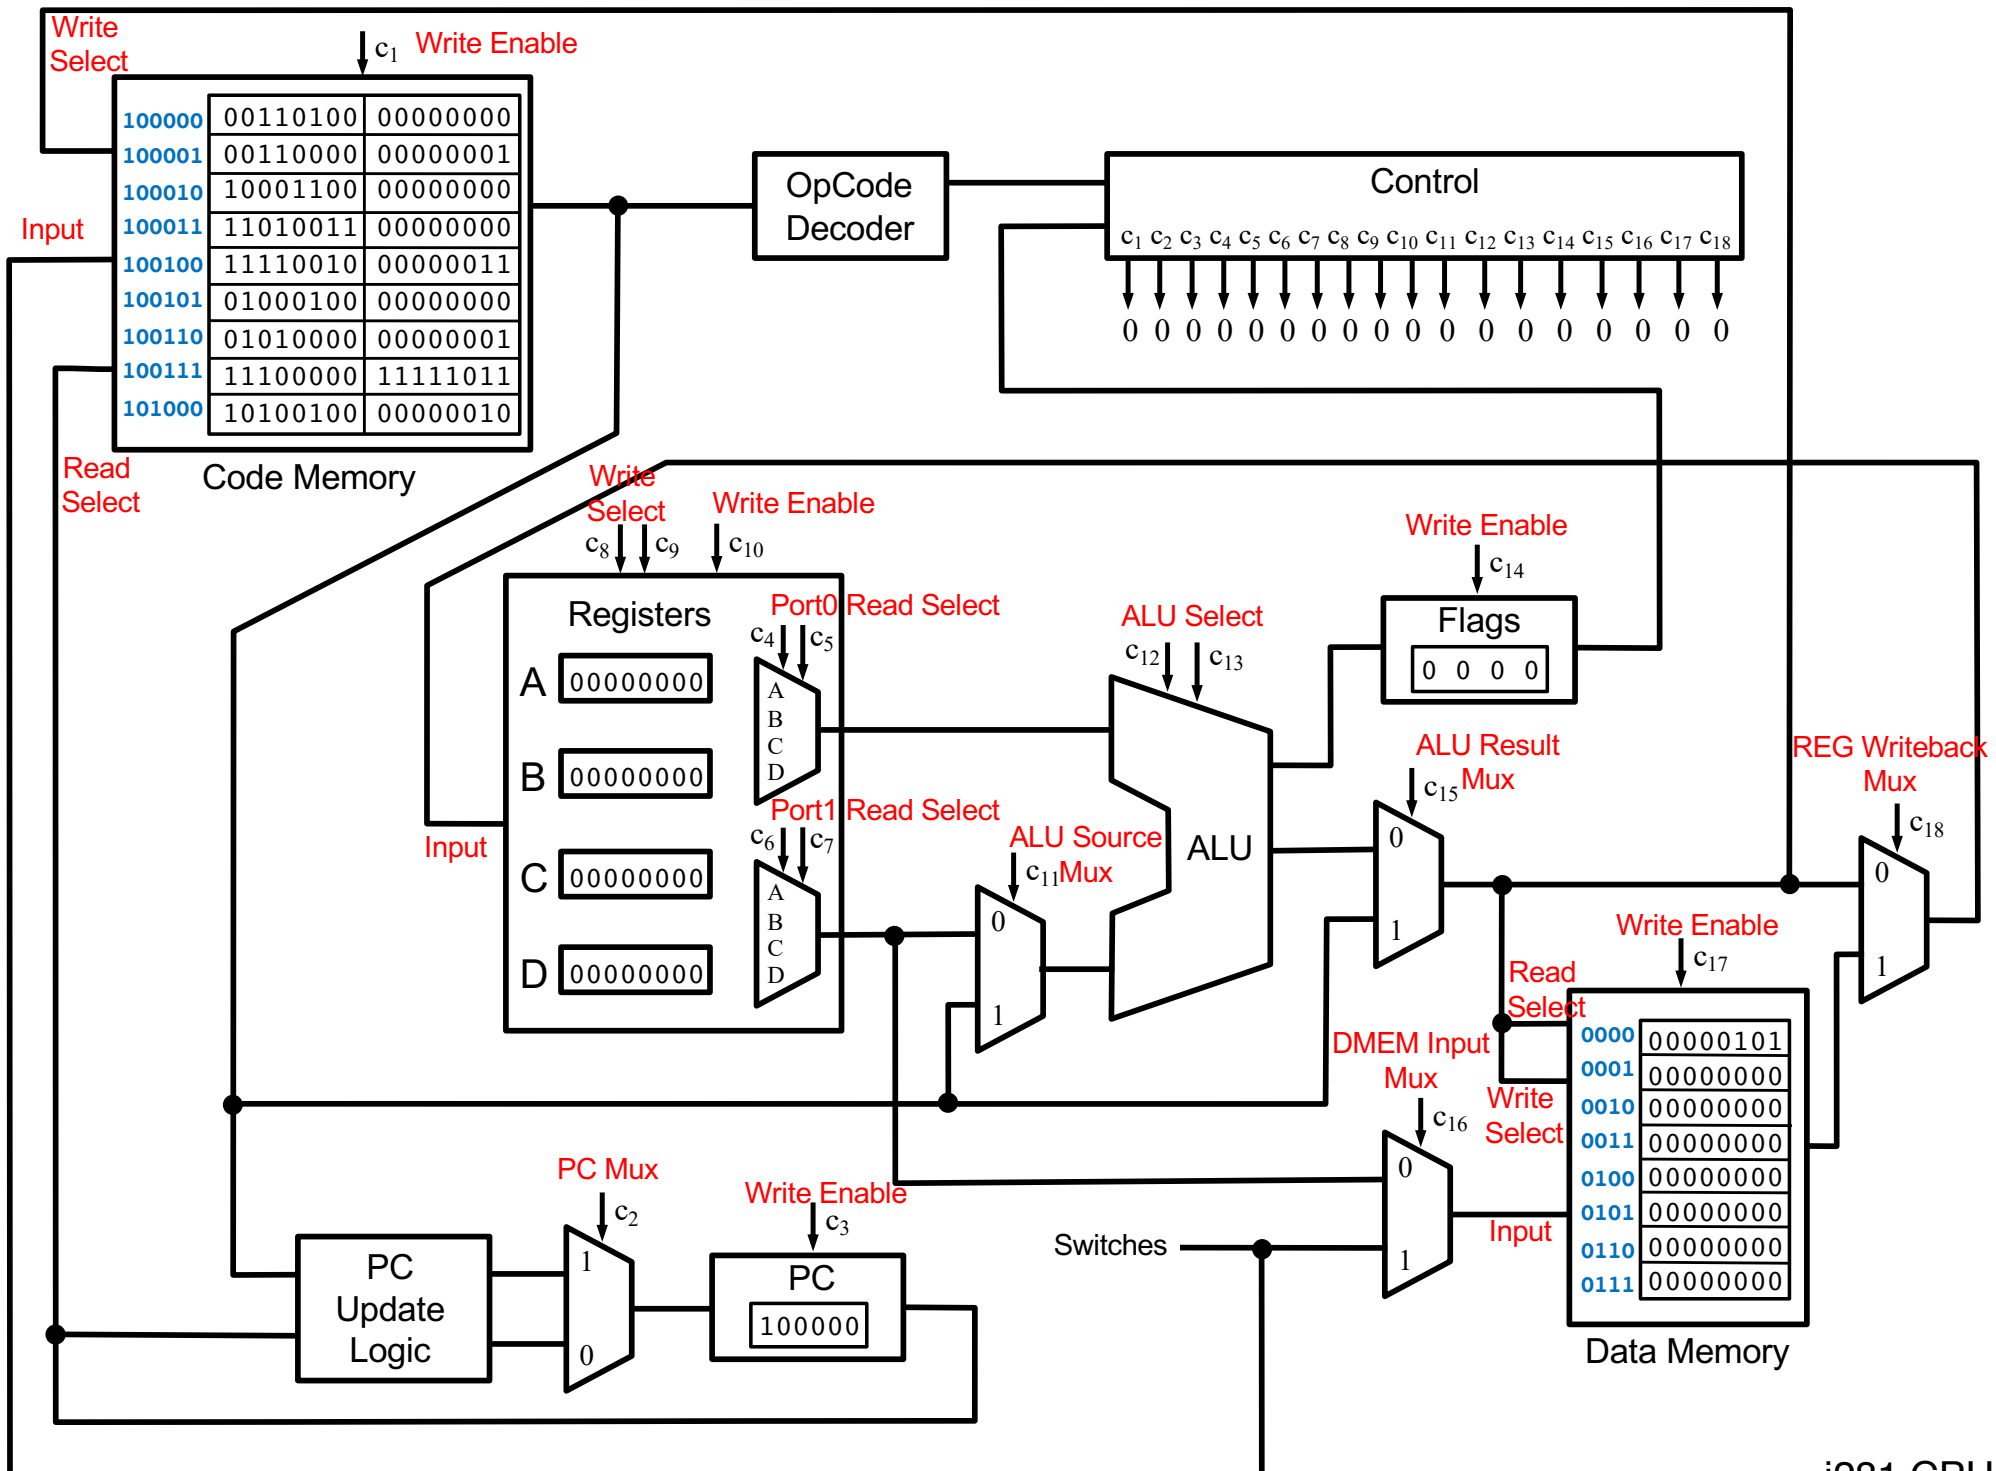 Write
Select
c1 Write Enable
100000 00110100 00000000
100001 00110000 00000001
100010 10001100 00000000
100011 11010011 00000000
100100 11110010 00000011
100101 01000100 00000000
100110 01010000 00000001
100111 11100000 11111011
101000 10100100 00000010
Input
Read
Select
Code Memory
OpCode
Decoder
Control
c1 c2 c3 c4 c5 c6 c7 c8 c9 c10 c11 c12 c13 c14 c15 c16 c17 c18
0 0 0 0 0 0 0 0 0 0 0 0 0 0 0 0 0 0
Write
Select
c8 c9
Write Enable
c10
Registers
A 00000000
B 00000000
C 00000000
D 00000000
Input
Port0 Read Select
c4 c5
A
B
C
D
Port1 Read Select
c6 c7
A
B
C
D
ALU Source
Mux
c11
0
1
ALU Select
c12 c13
ALU
Write Enable
c14
Flags
0 0 0 0
ALU Result
Mux
c15
0
1
REG Writeback
Mux
c18
0
1
Write Enable
c17
Read
Select
Write
Select
Input
0000 00000101
0001 00000000
0010 00000000
0011 00000000
0100 00000000
0101 00000000
0110 00000000
0111 00000000
Data Memory
DMEM Input
Mux
c16
0
1
Switches
PC
Update
Logic
PC Mux
c2
1
0
Write Enable
c3
PC
100000
i281 CPU